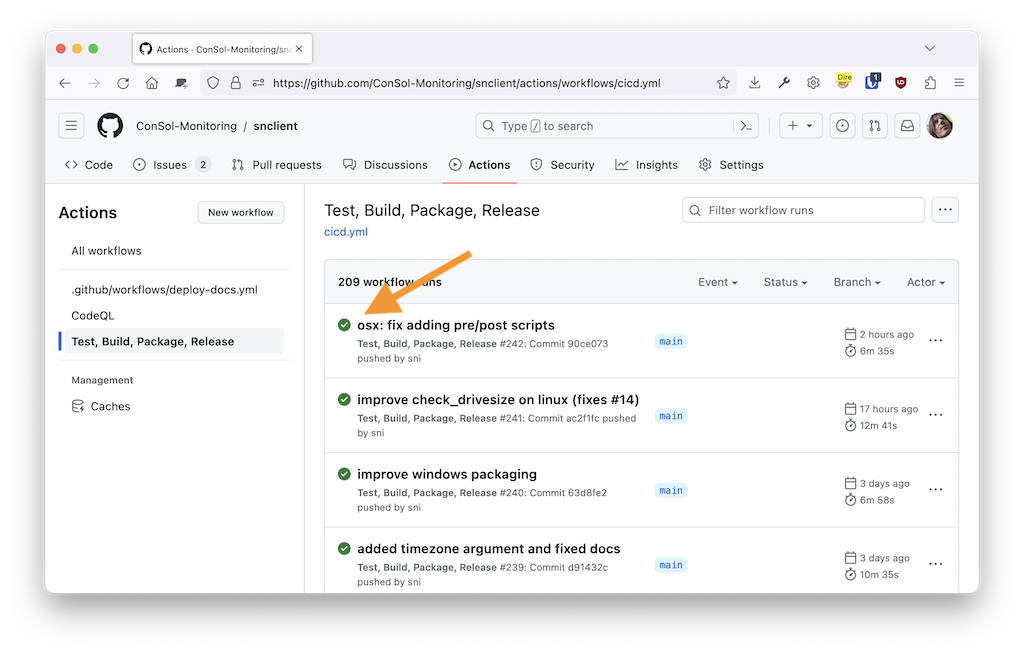 Actions · ConSol-Monitoring/snc
https://github.com/ConSol-Monitoring/snclient/actions/workflows/cicd.yml
Dire
1
ConSol-Monitoring / snclient
Type / to search
Code
Issues 2
Pull requests
Discussions
Actions
Security
Insights
Settings
Actions
New workflow
All workflows
.github/workflows/deploy-docs.yml
CodeQL
Test, Build, Package, Release
Management
Caches
Test, Build, Package, Release
cicd.yml
Filter workflow runs
209 workflow runs
Event
Status
Branch
Actor
osx: fix adding pre/post scripts
Test, Build, Package, Release #242: Commit 90ce073
pushed by sni
main
2 hours ago
6m 35s
improve check_drivesize on linux (fixes #14)
Test, Build, Package, Release #241: Commit ac2f1fc pushed
by sni
main
17 hours ago
12m 41s
improve windows packaging
Test, Build, Package, Release #240: Commit 63d8fe2
pushed by sni
main
3 days ago
6m 58s
added timezone argument and fixed docs
Test, Build, Package, Release #239: Commit d91432c
pushed by sni
main
3 days ago
10m 35s